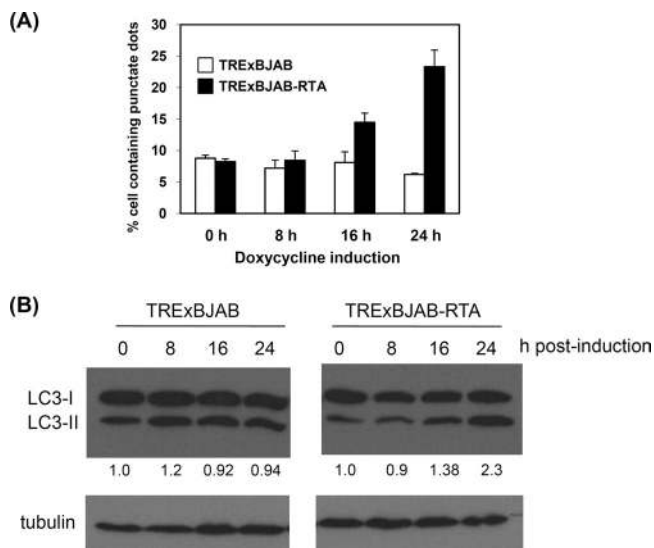 (A)
30
25
20
15
10
5
0
% cell containing punctate dots
TRExBJAB
TRExBJAB-RTA
0 h 8 h 16 h 24 h
Doxycycline induction
(B)
TRExBJAB TRExBJAB-RTA
0 8 16 24 0 8 16 24 h post-induction
LC3-I
LC3-II
1.0 1.2 0.92 0.94 1.0 0.9 1.38 2.3
tubulin